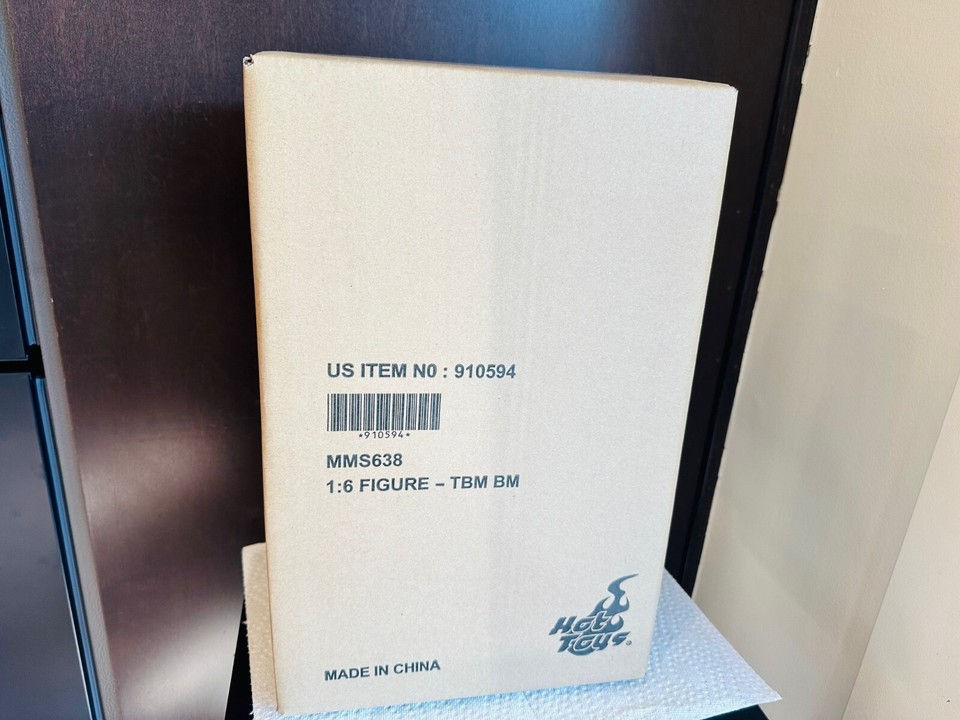 US ITEM N0 : 910594
*910594*
MMS638
1:6 FIGURE – TBM BM
Hot
Toys
MADE IN CHINA